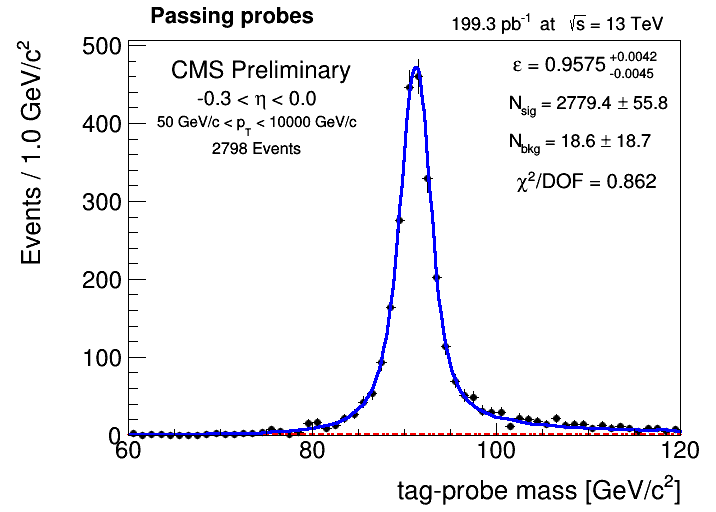 Passing probes
199.3 pb⁻¹ at √s = 13 TeV
CMS Preliminary
-0.3 < η < 0.0
50 GeV/c < p_T < 10000 GeV/c
2798 Events
ε = 0.9575 +0.0042 -0.0045
N_sig = 2779.4 ± 55.8
N_bkg = 18.6 ± 18.7
χ²/DOF = 0.862
Events / 1.0 GeV/c²
500
400
300
200
100
0
60 80 100 120
tag-probe mass [GeV/c²]